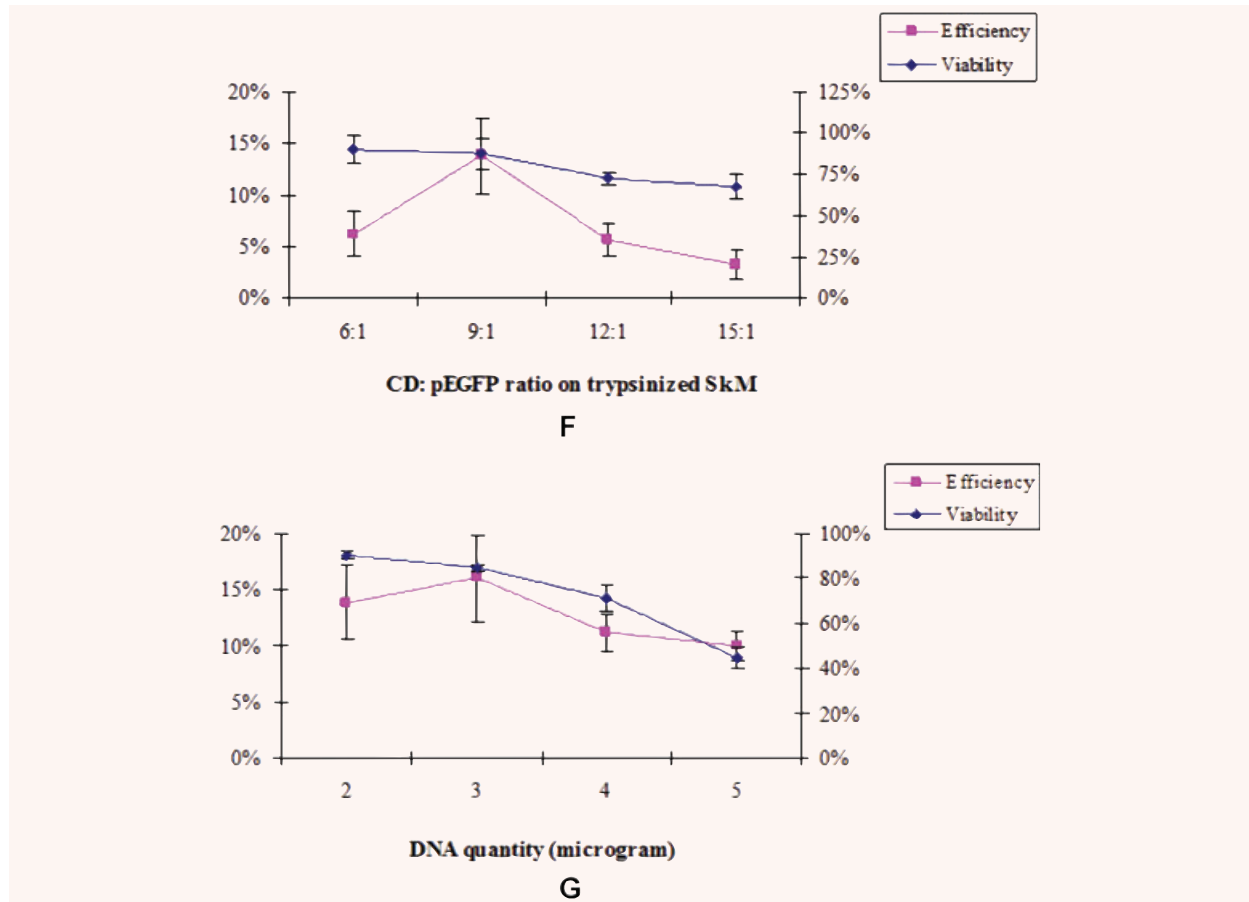 Efficiency
Viability
20% 125%
15% 100%
10% 75%
5% 50%
0% 25%
0%
6:1 9:1 12:1 15:1
CD: pEGFP ratio on trypsinized SkM
F
Efficiency
Viability
20% 100%
15% 80%
10% 60%
5% 40%
0% 20%
0%
2 3 4 5
DNA quantity (microgram)
G